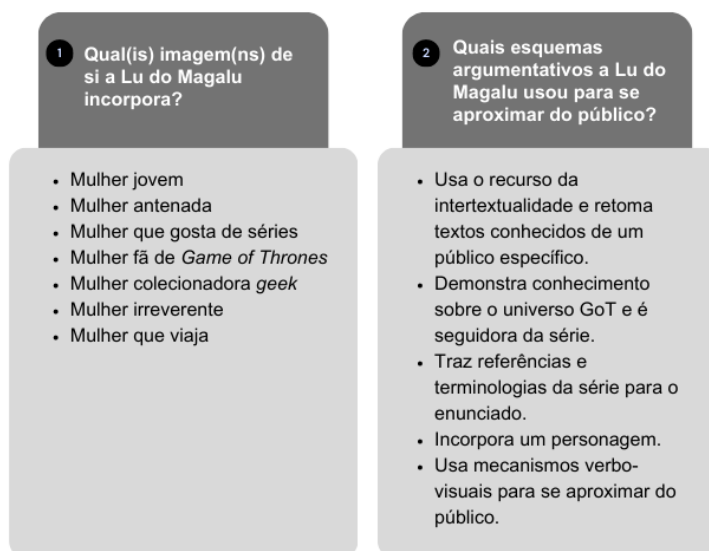 1
Qual(is) imagem(ns) de
si a Lu do Magalu
incorpora?
• Mulher jovem
• Mulher antenada
• Mulher que gosta de séries
• Mulher fã de Game of Thrones
• Mulher colecionadora geek
• Mulher irreverente
• Mulher que viaja
2
Quais esquemas
argumentativos a Lu do
Magalu usou para se
aproximar do público?
• Usa o recurso da
intertextualidade e retoma
textos conhecidos de um
público específico.
• Demonstra conhecimento
sobre o universo GoT e é
seguidora da série.
• Traz referências e
terminologias da série para o
enunciado.
• Incorpora um personagem.
• Usa mecanismos verbo-
visuais para se aproximar do
público.